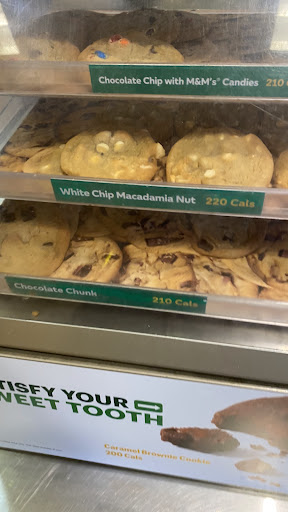 Chocolate Chip with M&M's® Candies 210
White Chip Macadamia Nut 220 Cals
Chocolate Chunk 210 Cals
TISFY YOUR
WEET TOOTH
Caramel Brownie Cookie
200 Cals